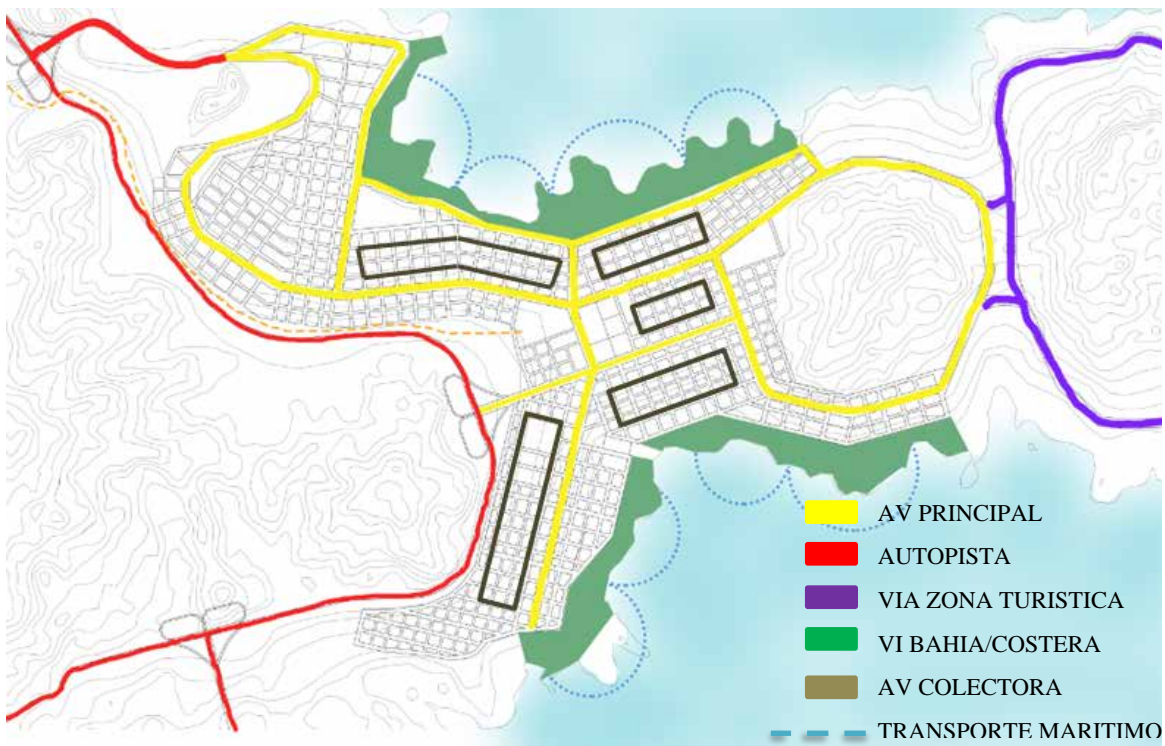 AV PRINCIPAL
AUTOPISTA
VIA ZONA TURISTICA
VI BAHIA/COSTERA
AV COLECTORA
TRANSPORTE MARITIMO